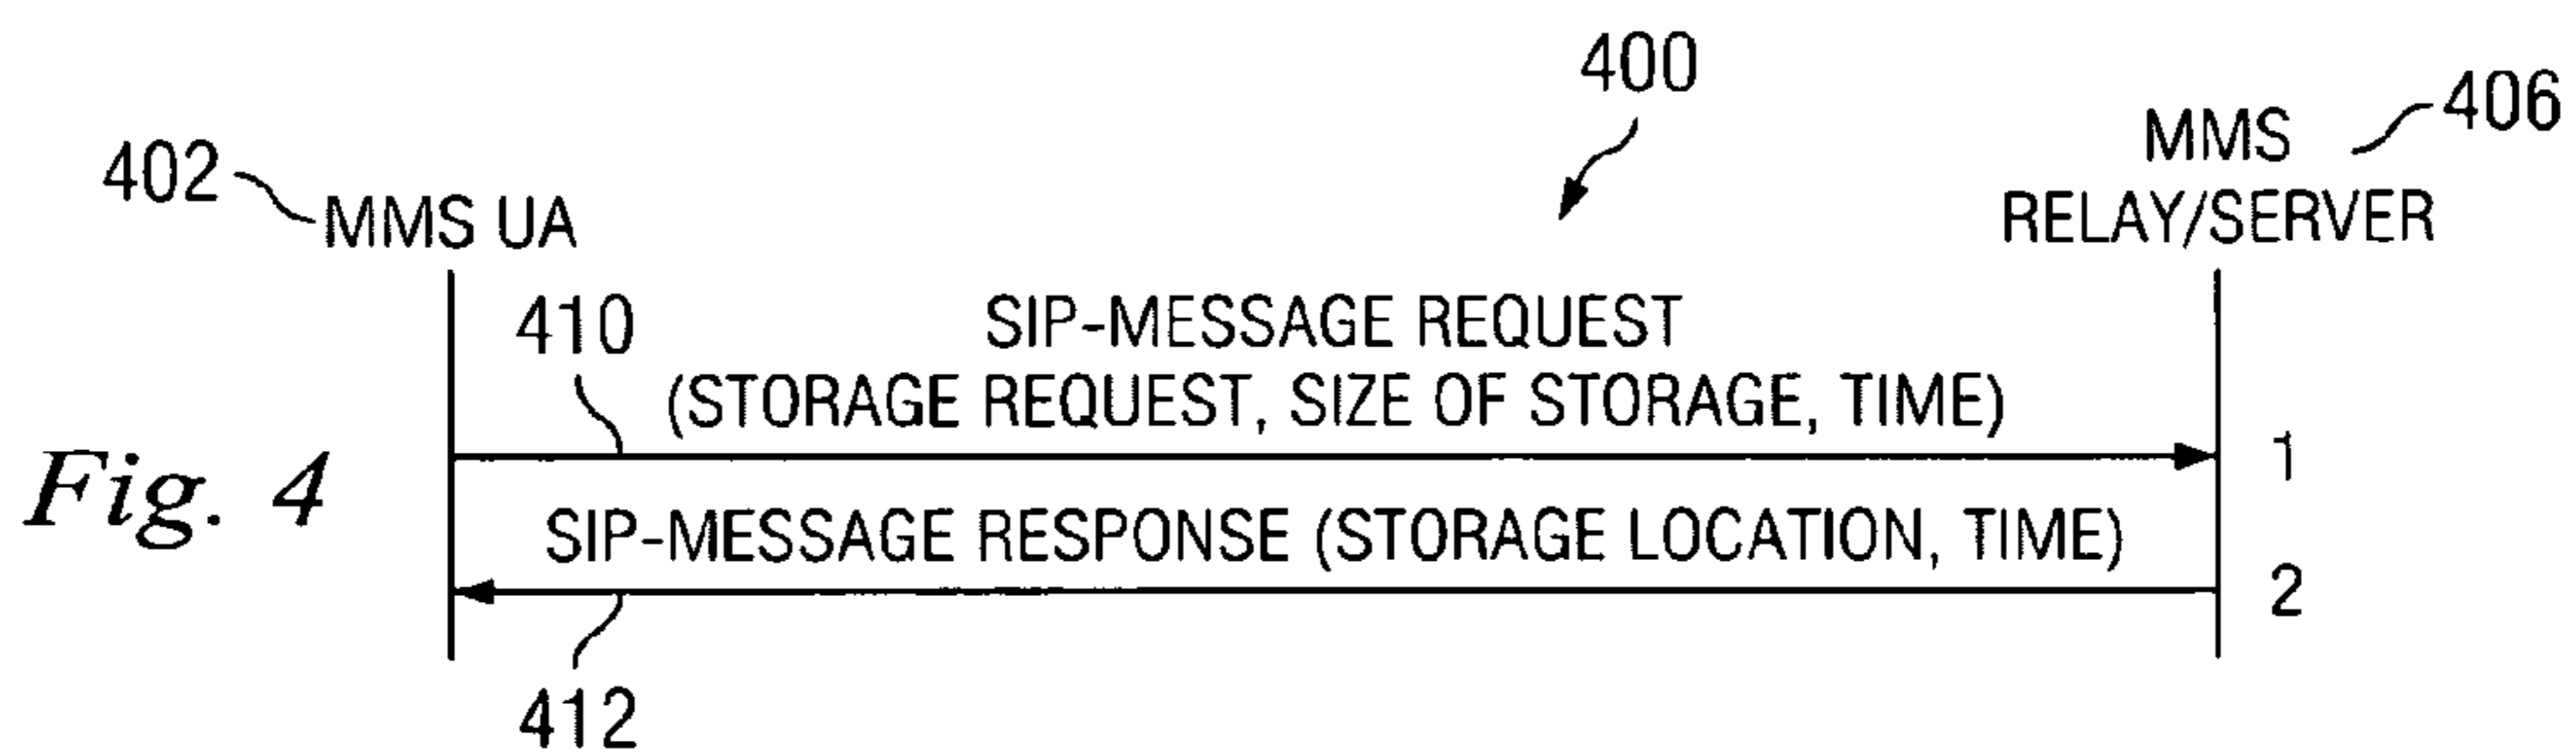 400
402
MMS UA
MMS
RELAY/SERVER
406
410
SIP-MESSAGE REQUEST
(STORAGE REQUEST, SIZE OF STORAGE, TIME)
1
Fig. 4
SIP-MESSAGE RESPONSE (STORAGE LOCATION, TIME)
2
412